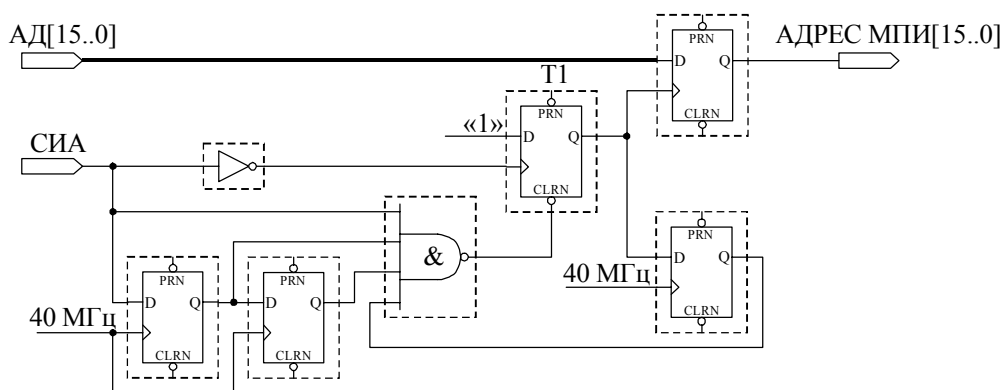 АД[15..0]
АДРЕС МПИ[15..0]
PRN
D
Q
CLRN
Т1
«1»
PRN
D
Q
CLRN
СИА
&
PRN
D
Q
CLRN
40 МГц
PRN
D
Q
CLRN
PRN
D
Q
CLRN
40 МГц